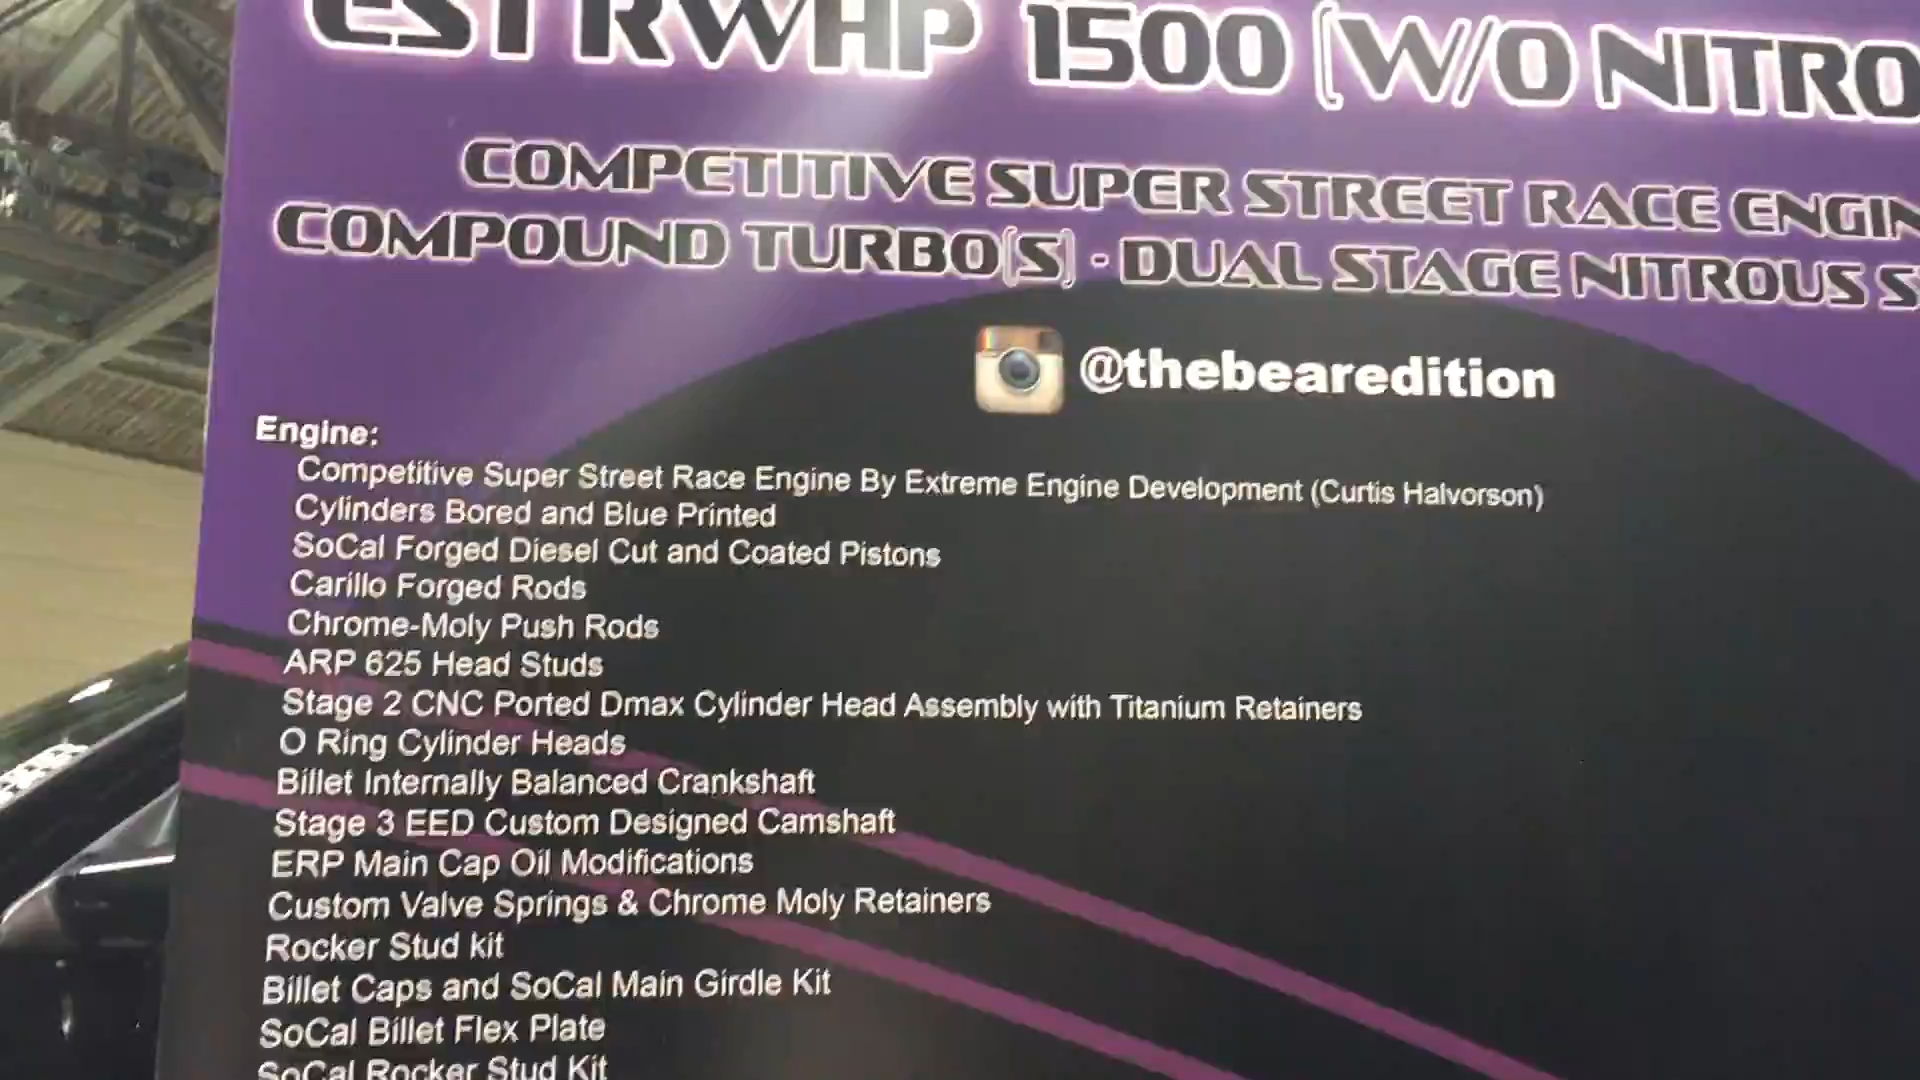 EST RWHP 1500 (W/O NITRO
COMPETITIVE SUPER STREET RACE ENGIN
COMPOUND TURBO(S) - DUAL STAGE NITROUS S
@thebearedition
Engine:
Competitive Super Street Race Engine By Extreme Engine Development (Curtis Halvorson)
Cylinders Bored and Blue Printed
SoCal Forged Diesel Cut and Coated Pistons
Carillo Forged Rods
Chrome-Moly Push Rods
ARP 625 Head Studs
Stage 2 CNC Ported Dmax Cylinder Head Assembly with Titanium Retainers
O Ring Cylinder Heads
Billet Internally Balanced Crankshaft
Stage 3 EED Custom Designed Camshaft
ERP Main Cap Oil Modifications
Custom Valve Springs & Chrome Moly Retainers
Rocker Stud kit
Billet Caps and SoCal Main Girdle Kit
SoCal Billet Flex Plate
SoCal Rocker Stud Kit